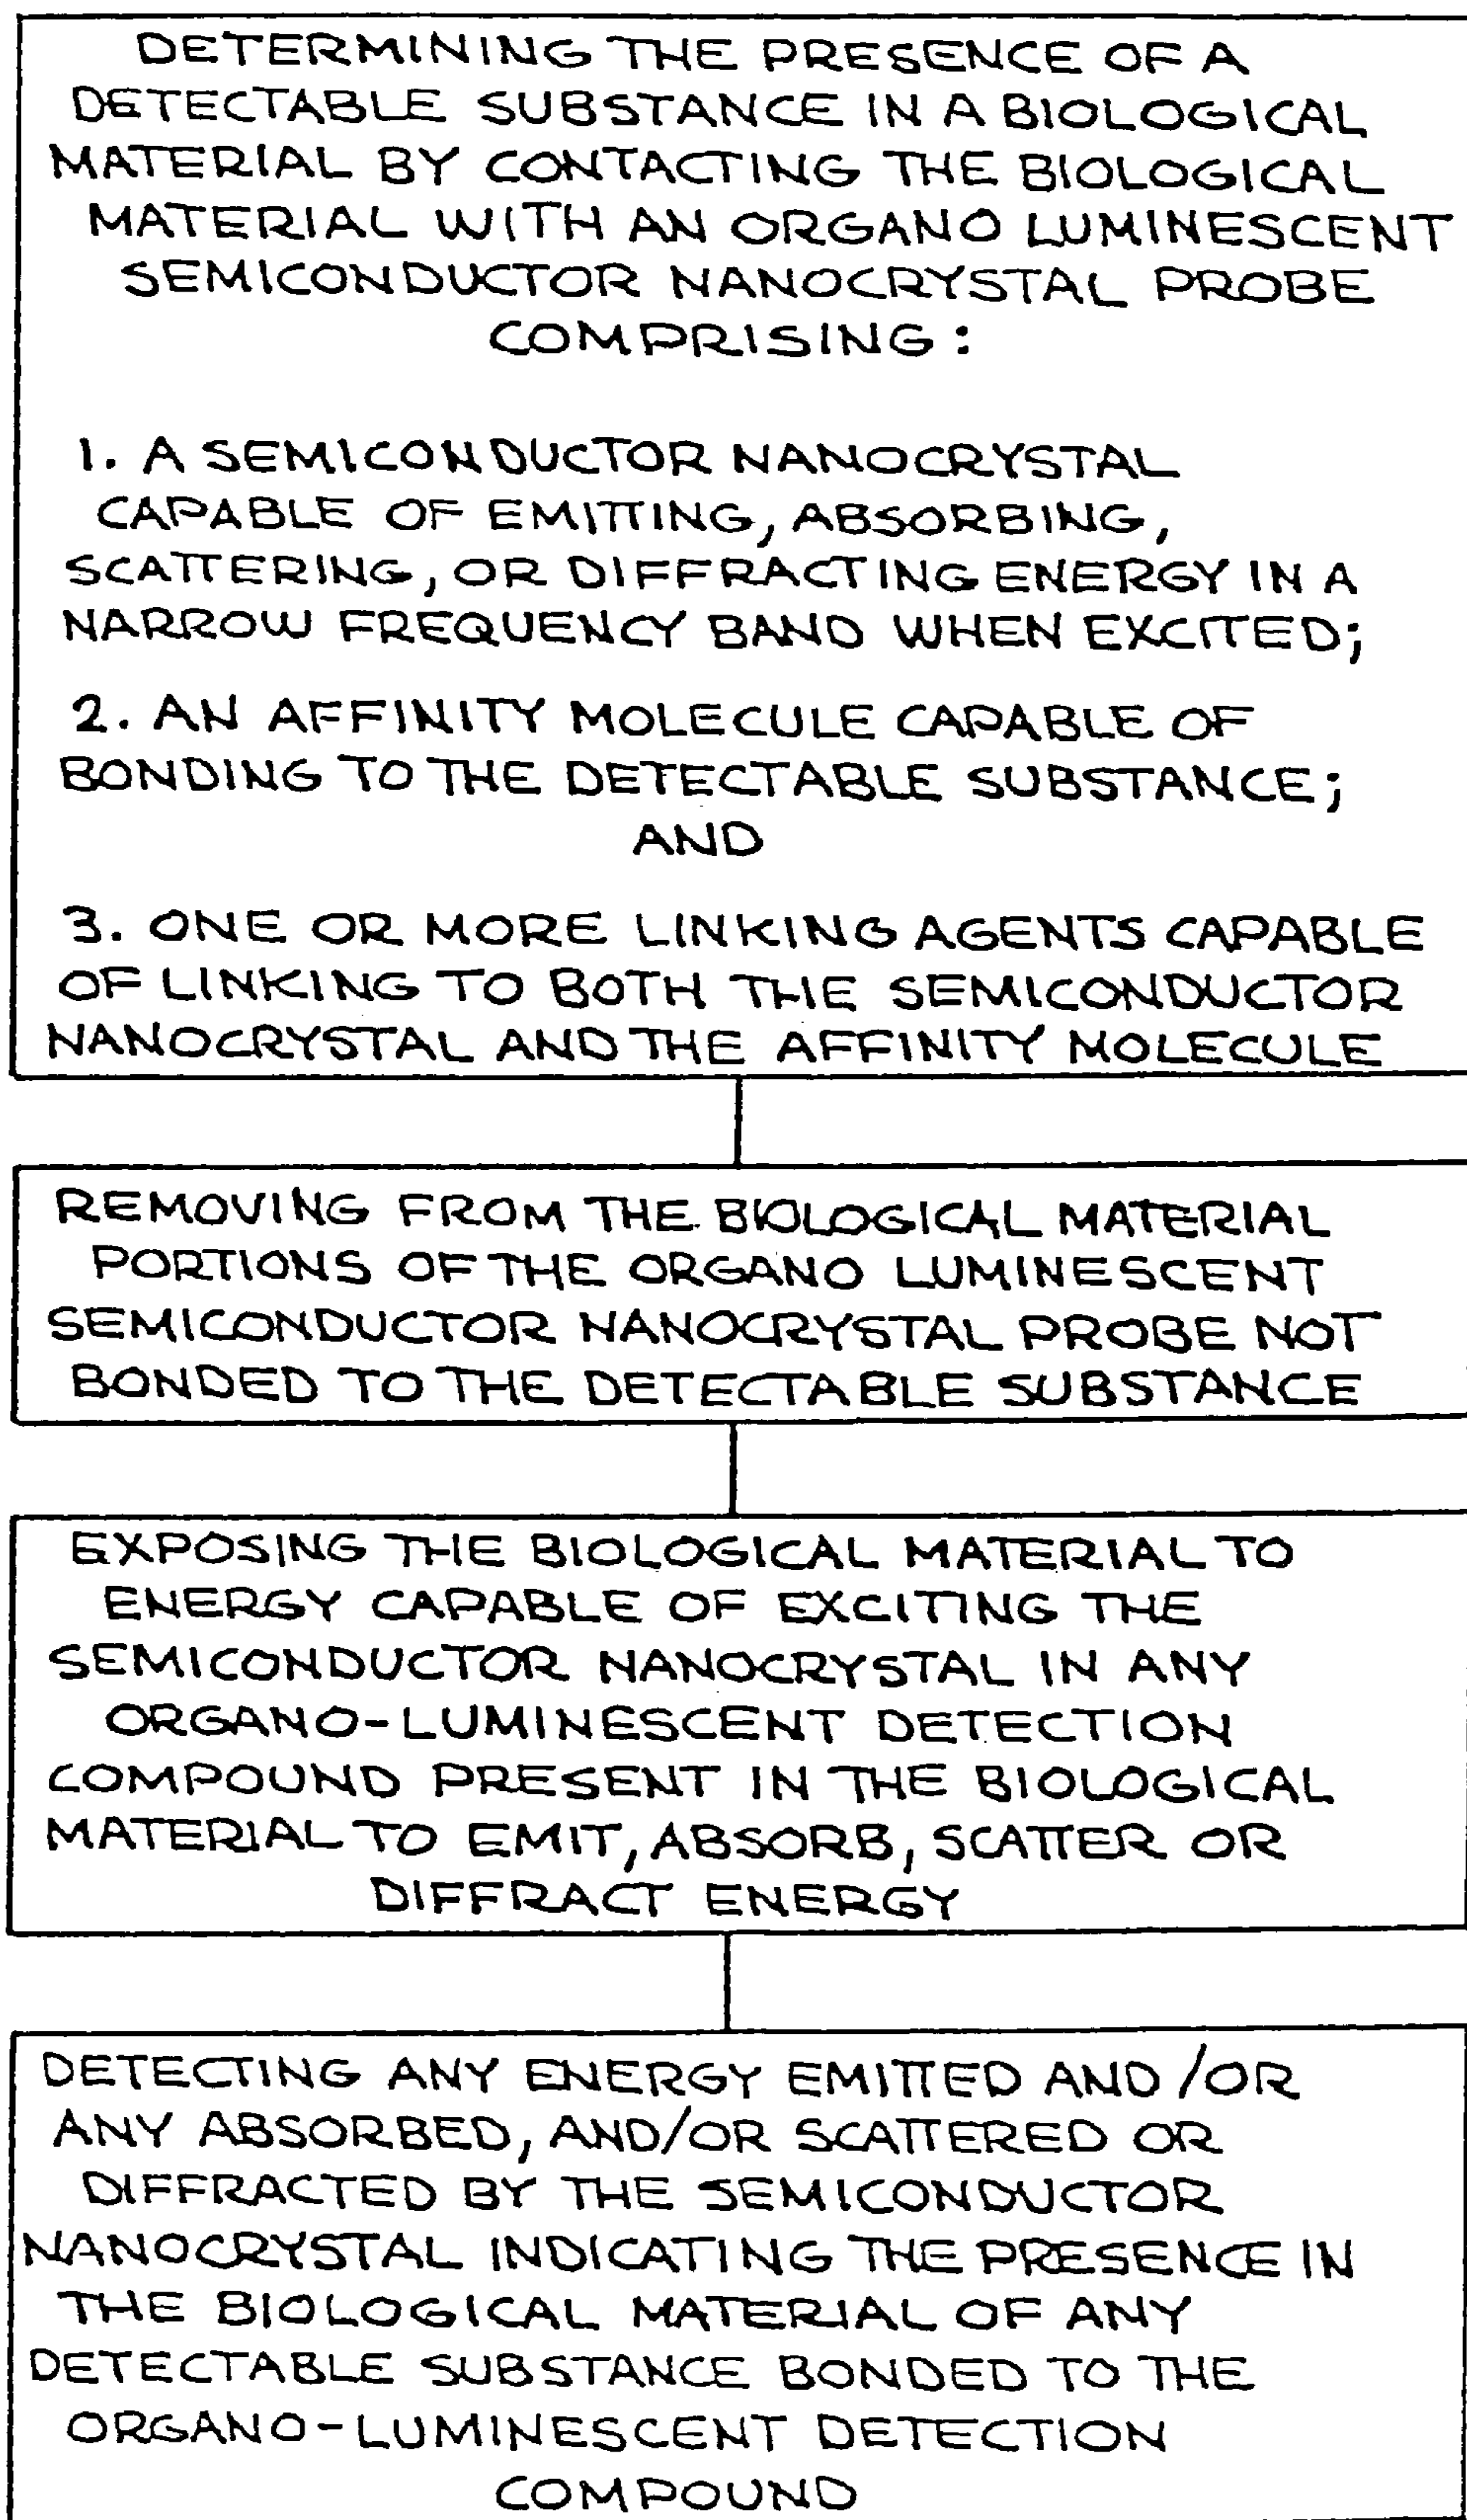 DETERMINING THE PRESENCE OF A
DETECTABLE SUBSTANCE IN A BIOLOGICAL
MATERIAL BY CONTACTING THE BIOLOGICAL
MATERIAL WITH AN ORGANO LUMINESCENT
SEMICONDUCTOR NANOCRYSTAL PROBE
COMPRISING:
1. A SEMICONDUCTOR NANOCRYSTAL
CAPABLE OF EMITTING, ABSORBING,
SCATTERING, OR DIFFRACTING ENERGY IN A
NARROW FREQUENCY BAND WHEN EXCITED;
2. AN AFFINITY MOLECULE CAPABLE OF
BONDING TO THE DETECTABLE SUBSTANCE;
AND
3. ONE OR MORE LINKING AGENTS CAPABLE
OF LINKING TO BOTH THE SEMICONDUCTOR
NANOCRYSTAL AND THE AFFINITY MOLECULE
REMOVING FROM THE BIOLOGICAL MATERIAL
PORTIONS OF THE ORGANO LUMINESCENT
SEMICONDUCTOR NANOCRYSTAL PROBE NOT
BONDED TO THE DETECTABLE SUBSTANCE
EXPOSING THE BIOLOGICAL MATERIAL TO
ENERGY CAPABLE OF EXCITING THE
SEMICONDUCTOR NANOCRYSTAL IN ANY
ORGANO-LUMINESCENT DETECTION
COMPOUND PRESENT IN THE BIOLOGICAL
MATERIAL TO EMIT, ABSORB, SCATTER OR
DIFFRACT ENERGY
DETECTING ANY ENERGY EMITTED AND/OR
ANY ABSORBED, AND/OR SCATTERED OR
DIFFRACTED BY THE SEMICONDUCTOR
NANOCRYSTAL INDICATING THE PRESENCE IN
THE BIOLOGICAL MATERIAL OF ANY
DETECTABLE SUBSTANCE BONDED TO THE
ORGANO-LUMINESCENT DETECTION
COMPOUND